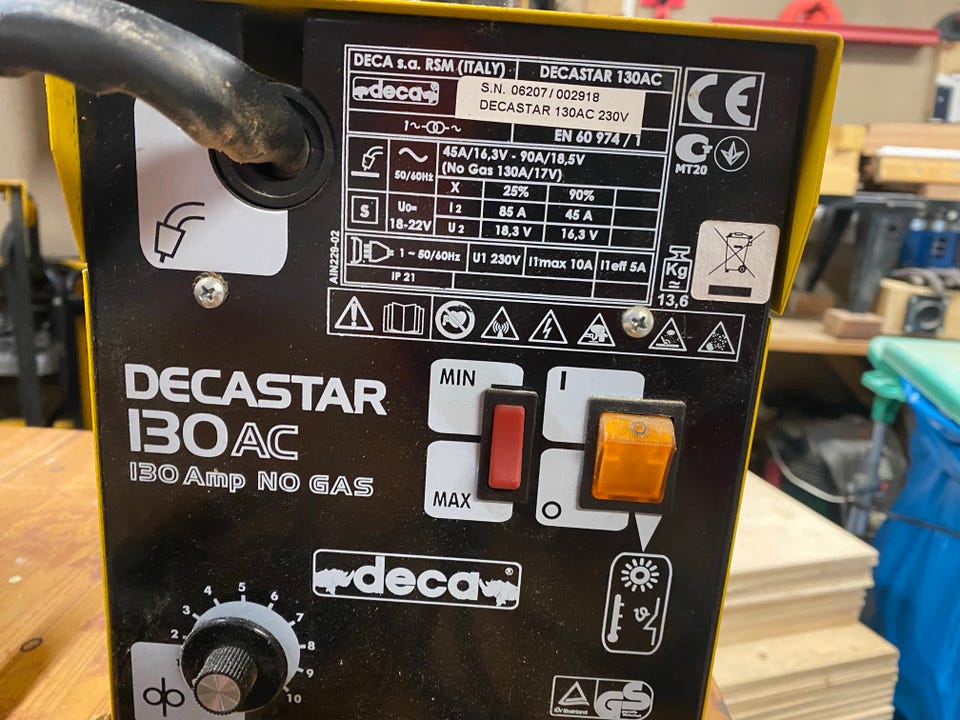 DECA s.a. RSM (ITALY) DECASTAR 130AC
deca®
S.N. 06207/002918
DECASTAR 130AC 230V
1~ ~
EN 60 974/1
CE
MT20
50/60Hz
45A/16,3V - 90A/18,5V
(No Gas 130A/17V)
X 25% 90%
S
U0=
18-22V
I2 85 A 45 A
U2 18,3 V 16,3 V
1~50/60Hz U1 230V I1max 10A I1eff 5A
IP 21
AIN229-02
Kg
≃
13,6
DECASTAR
130AC
130 Amp NO GAS
MIN
MAX
I
O
deca®
1 2 3 4 5 6 7 8 9 10
TÜV Rheinland
GS